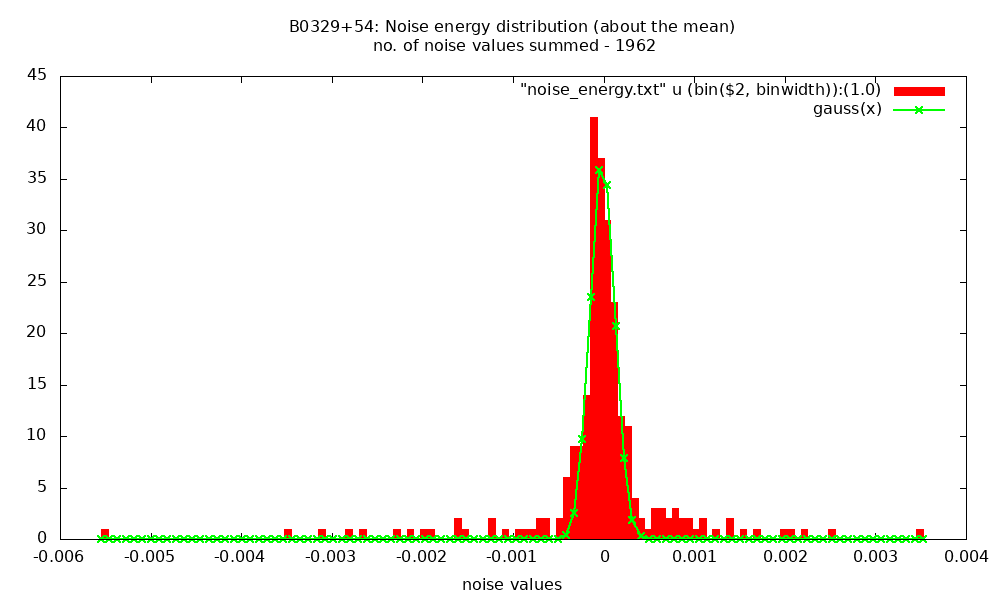 B0329+54: Noise energy distribution (about the mean)
no. of noise values summed - 1962
"noise_energy.txt" u (bin($2, binwidth)):(1.0)
gauss(x)
45
40
35
30
25
20
15
10
5
0
-0.006 -0.005 -0.004 -0.003 -0.002 -0.001 0 0.001 0.002 0.003 0.004
noise values